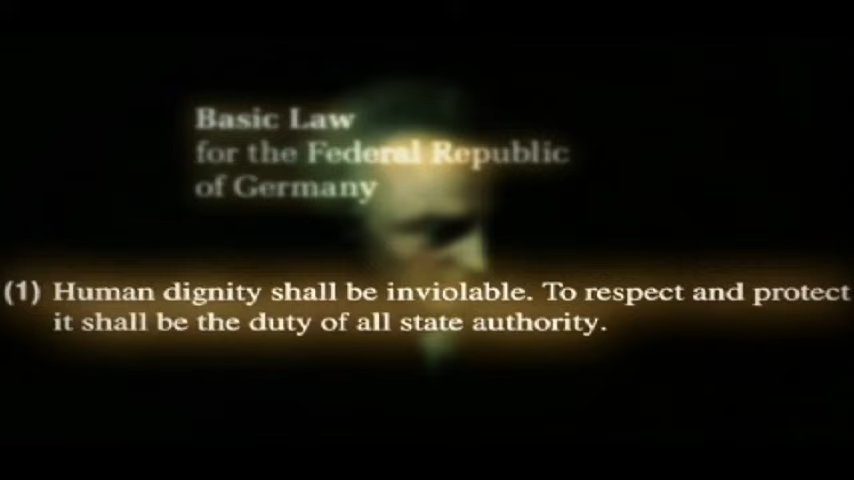 Basic Law
for the Federal Republic
of Germany
(1) Human dignity shall be inviolable. To respect and protect
it shall be the duty of all state authority.